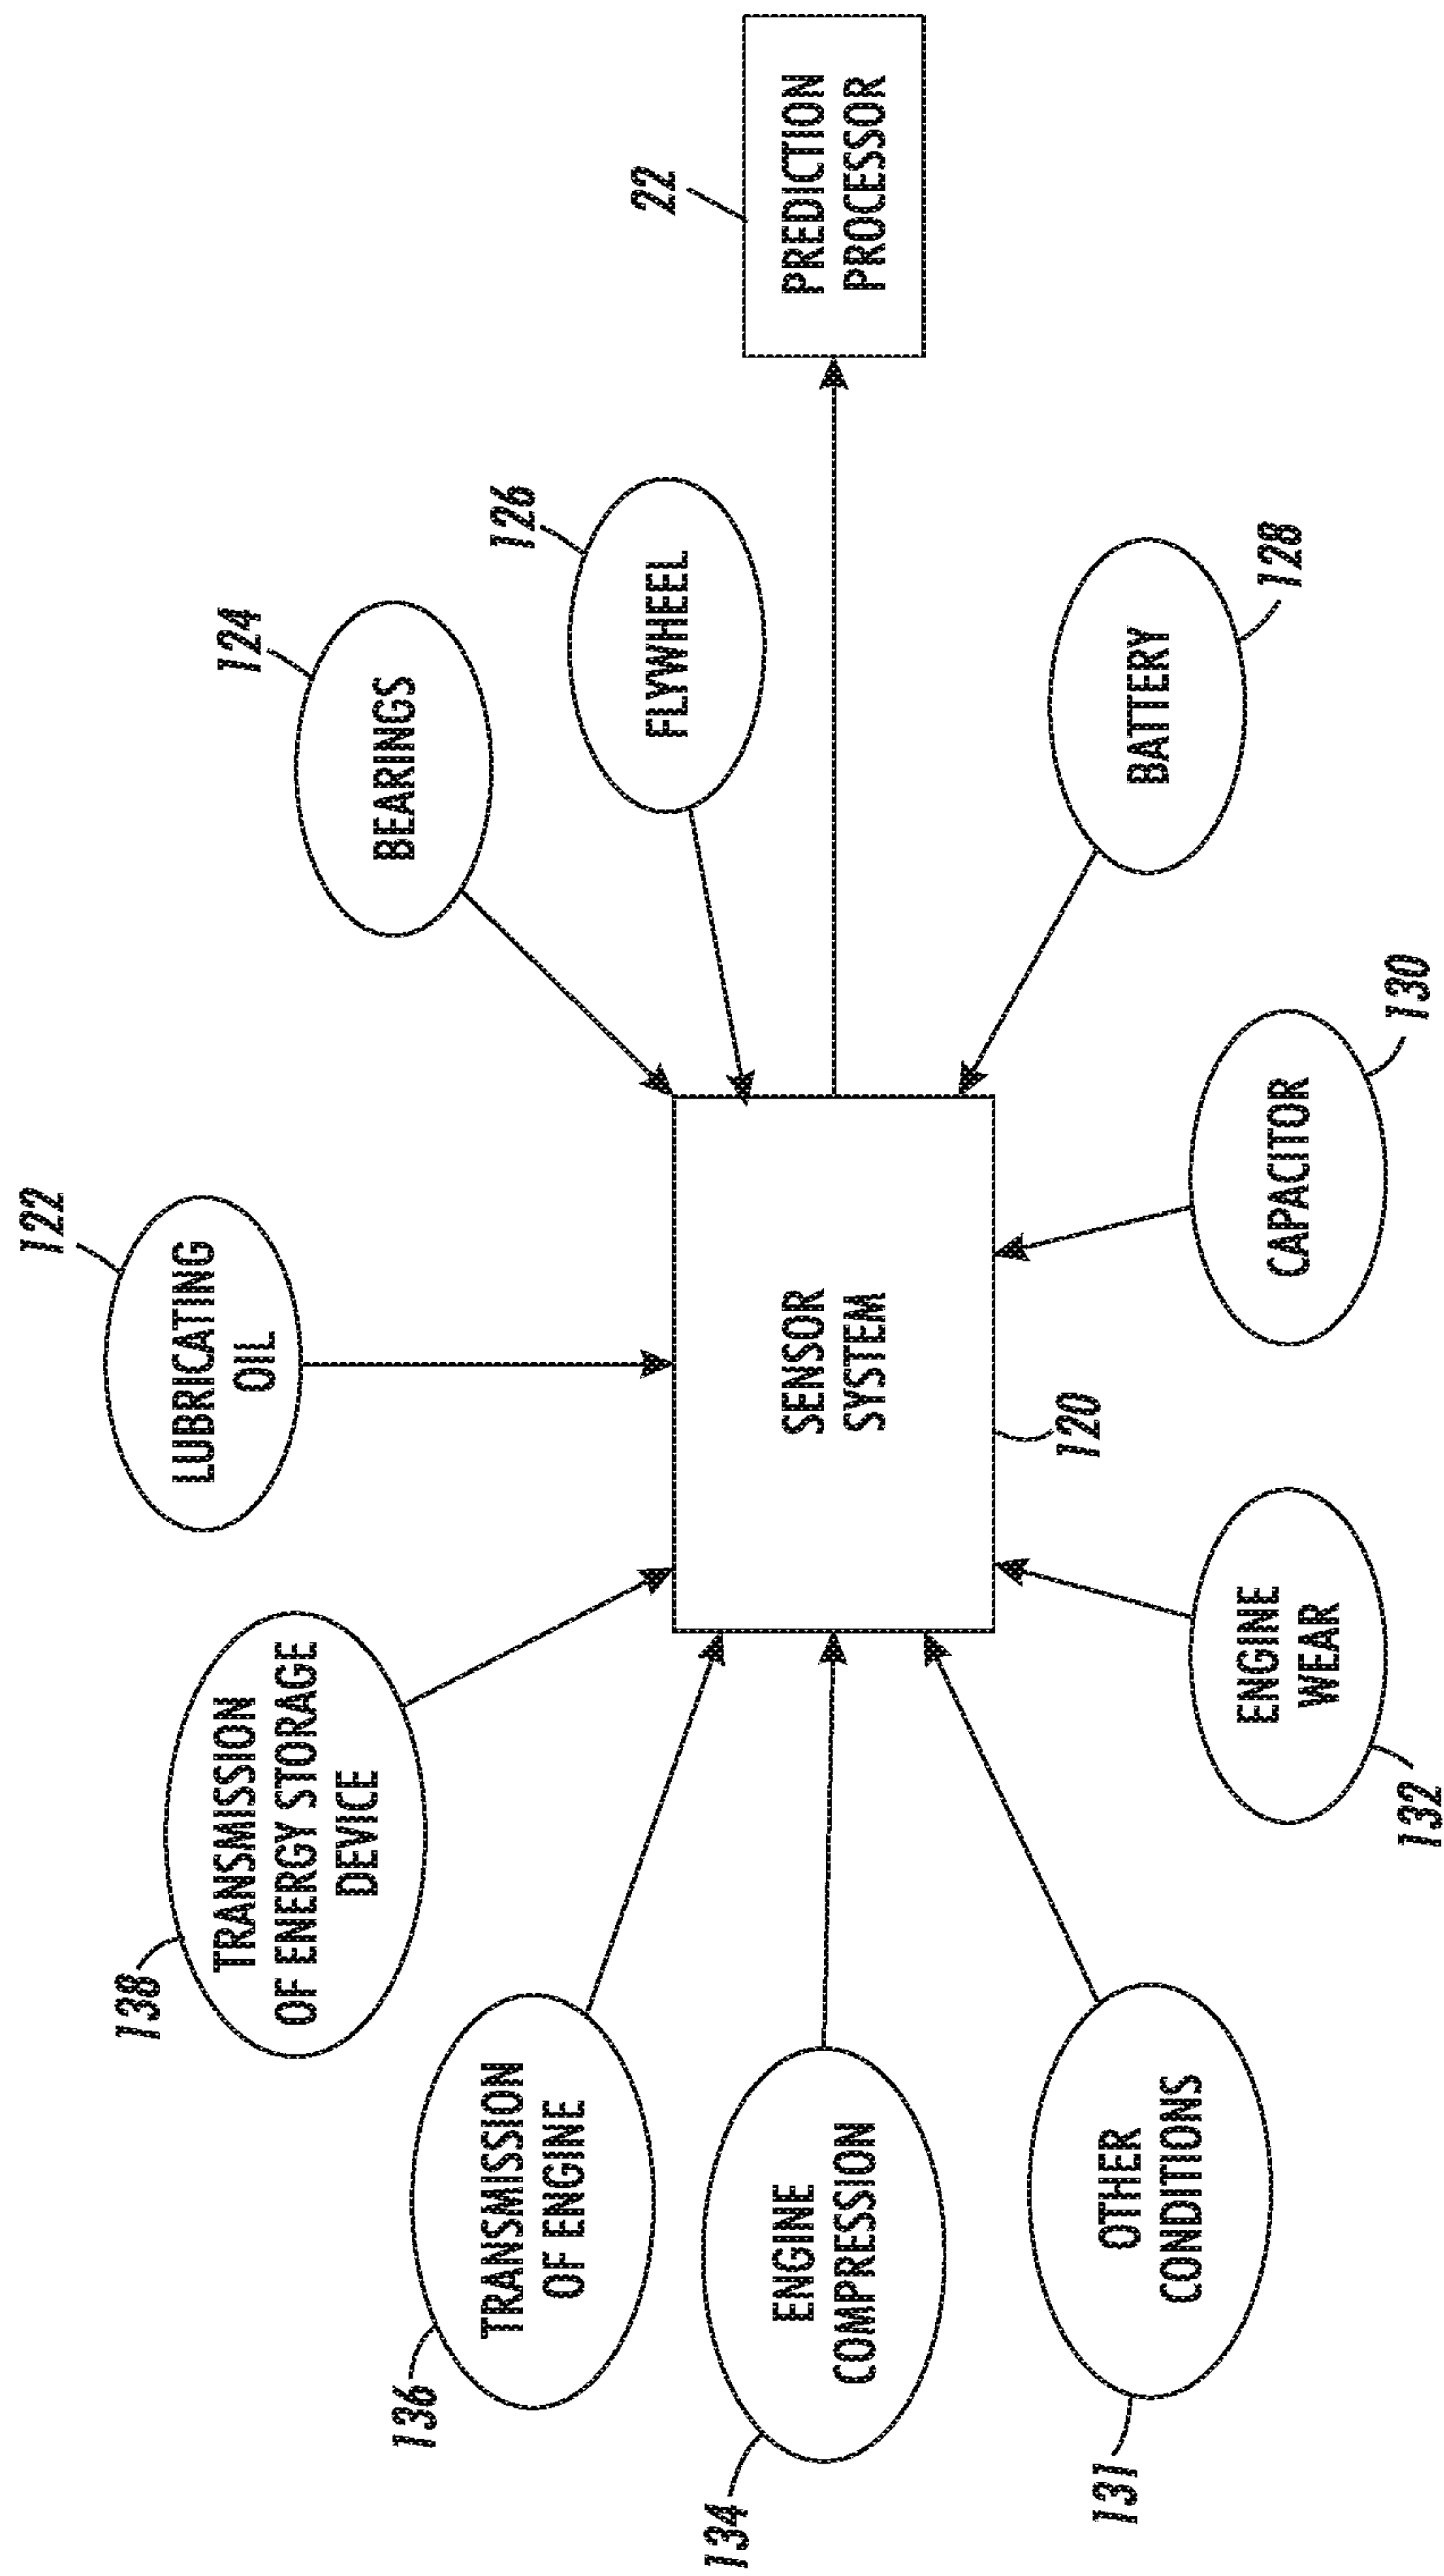 122
LUBRICATING
OIL
124
BEARINGS
126
FLYWHEEL
22
PREDICTION
PROCESSOR
138
TRANSMISSION
OF ENERGY STORAGE
DEVICE
136
TRANSMISSION
OF ENGINE
SENSOR
SYSTEM
120
134
ENGINE
COMPRESSION
131
OTHER
CONDITIONS
ENGINE
WEAR
132
CAPACITOR
130
BATTERY
128